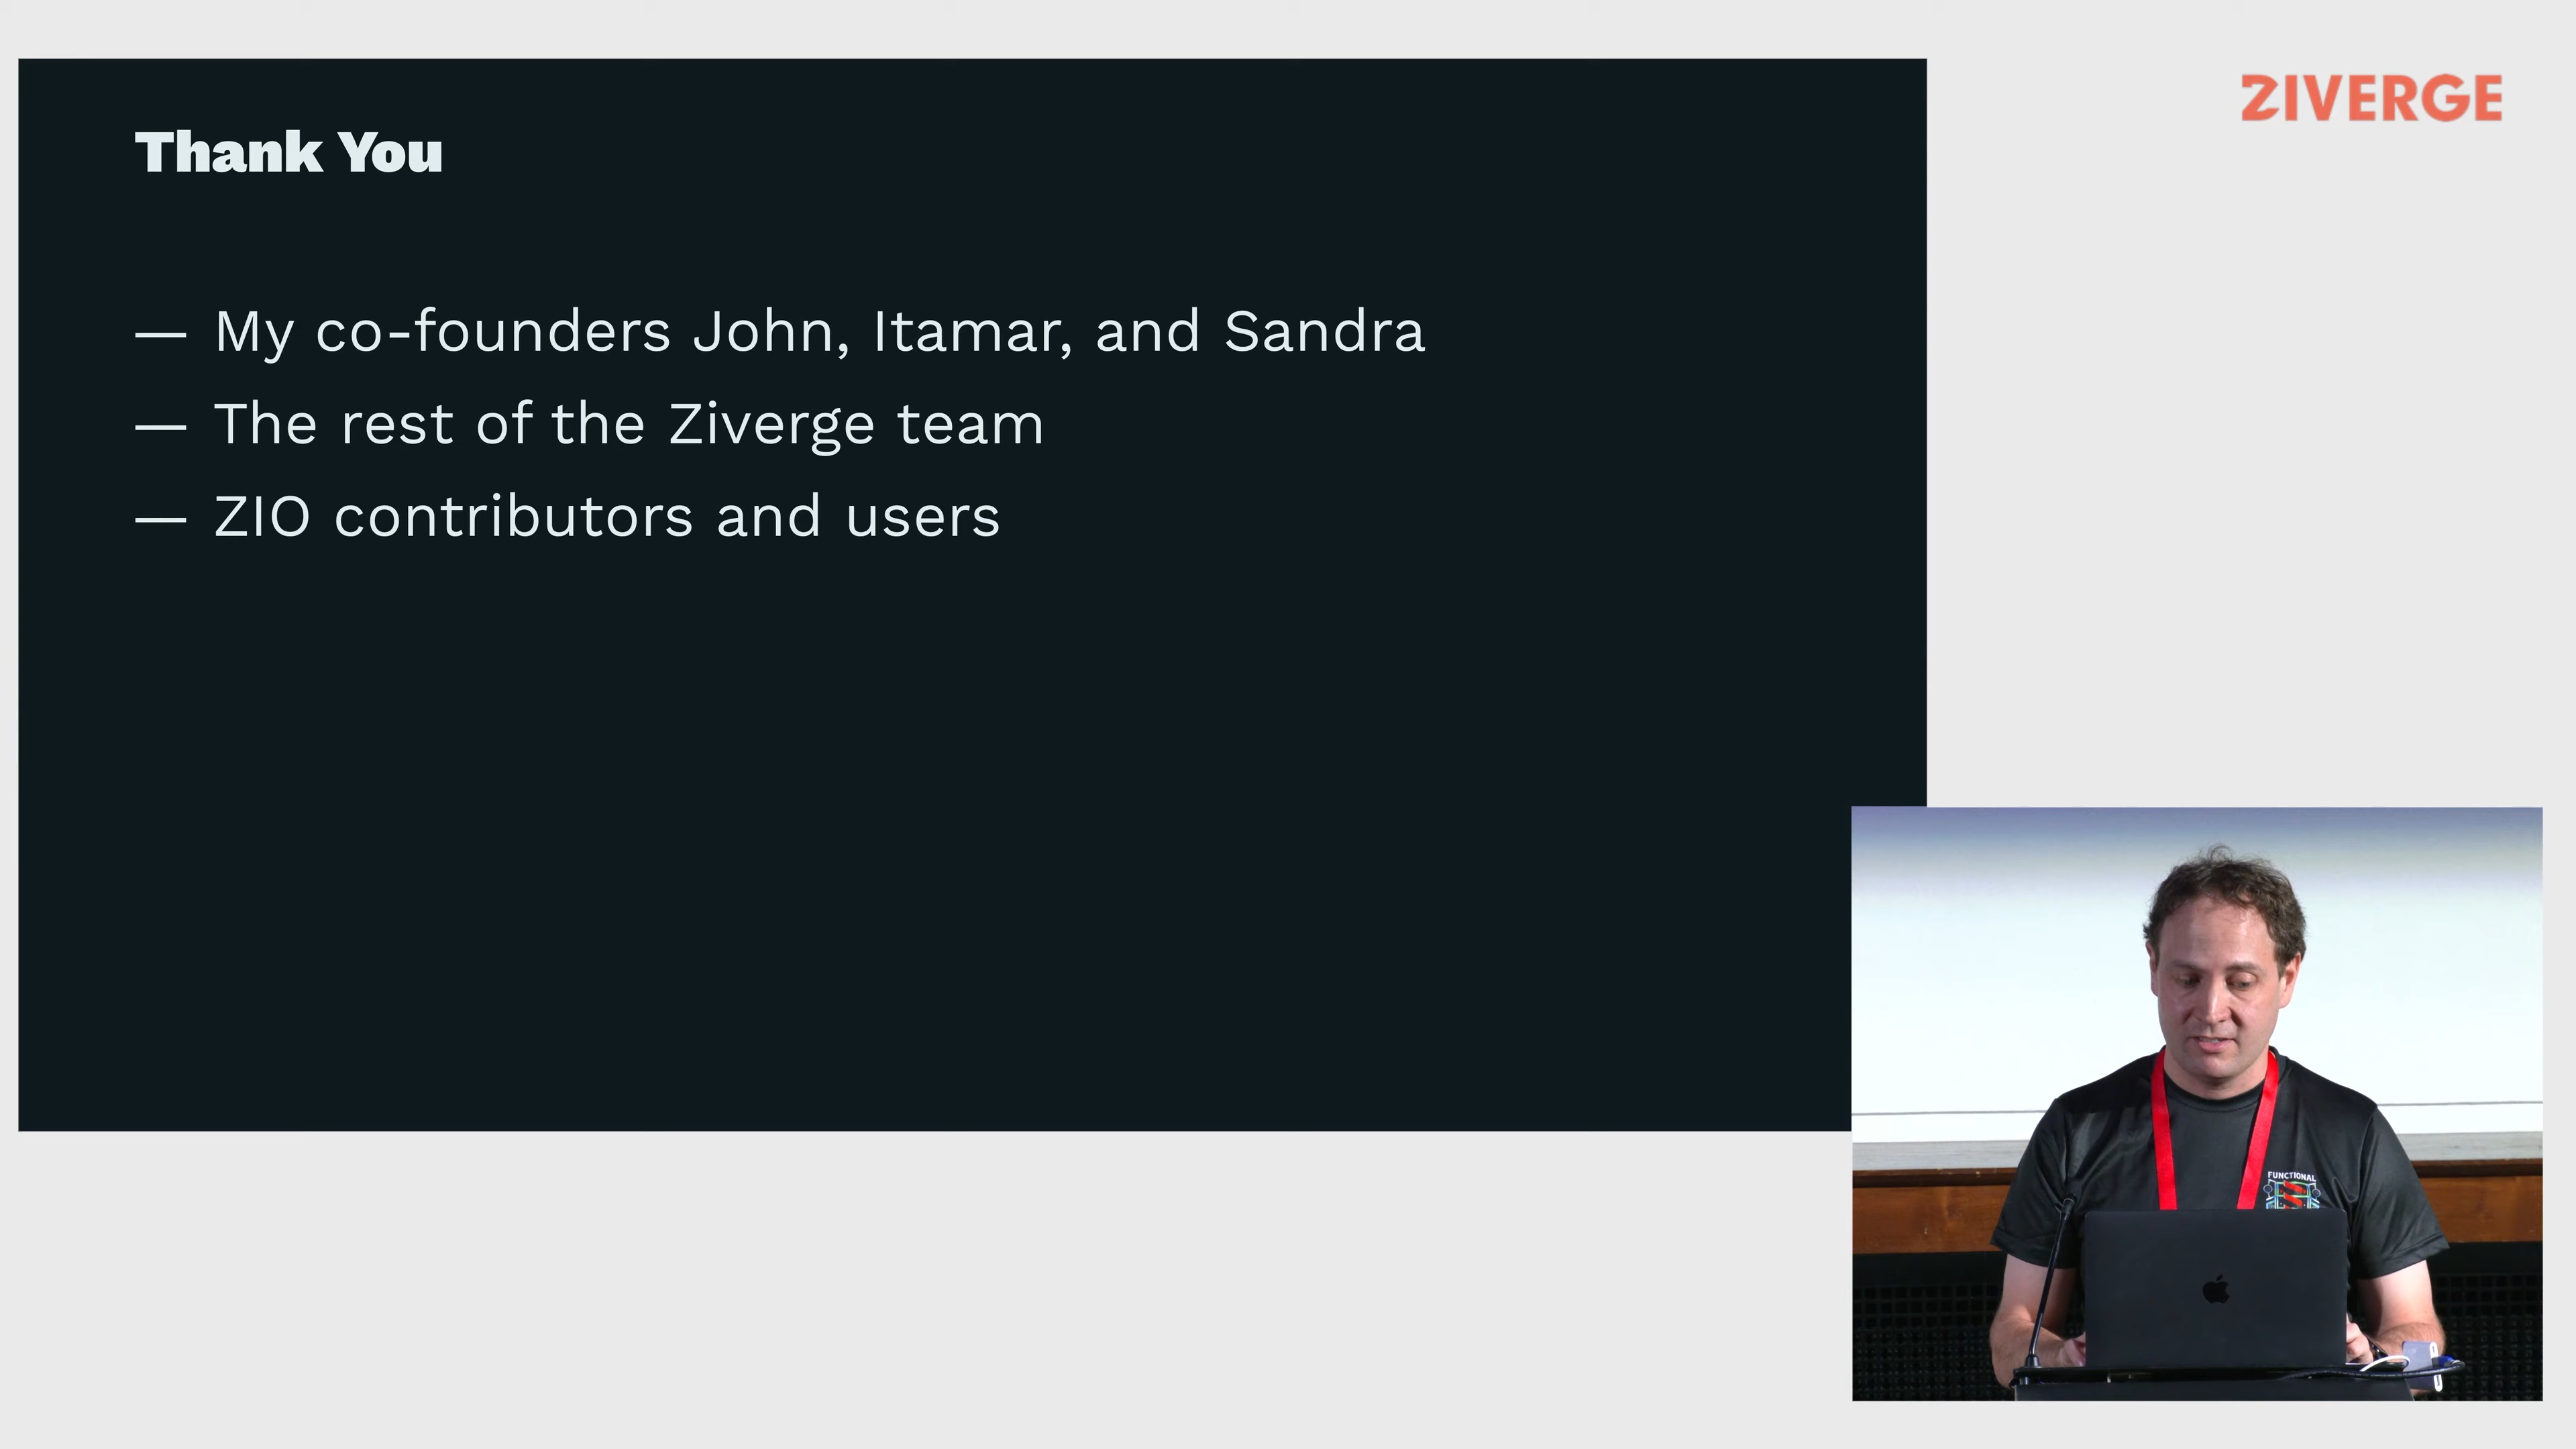 Thank You
ZIVERGE
— My co-founders John, Itamar, and Sandra
— The rest of the Ziverge team
— ZIO contributors and users
FUNCTIONAL